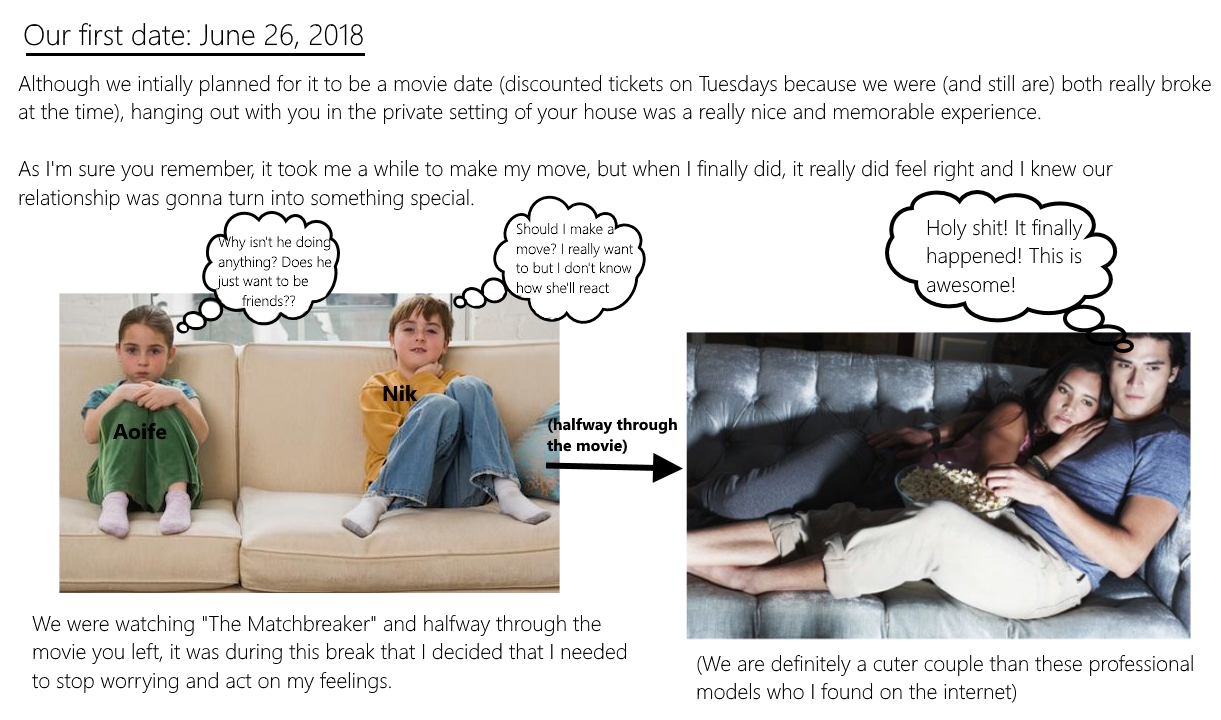 Our first date: June 26, 2018
Although we intially planned for it to be a movie date (discounted tickets on Tuesdays because we were (and still are) both really broke
at the time), hanging out with you in the private setting of your house was a really nice and memorable experience.
As I'm sure you remember, it took me a while to make my move, but when I finally did, it really did feel right and I knew our
relationship was gonna turn into something special.
Why isn't he doing
anything? Does he
just want to be
friends??
Should I make a
move? I really want
to but I don't know
how she'll react
Holy shit! It finally
happened! This is
awesome!
Aoife
Nik
(halfway through
the movie)
We were watching "The Matchbreaker" and halfway through the
movie you left, it was during this break that I decided that I needed
to stop worrying and act on my feelings.
(We are definitely a cuter couple than these professional
models who I found on the internet)